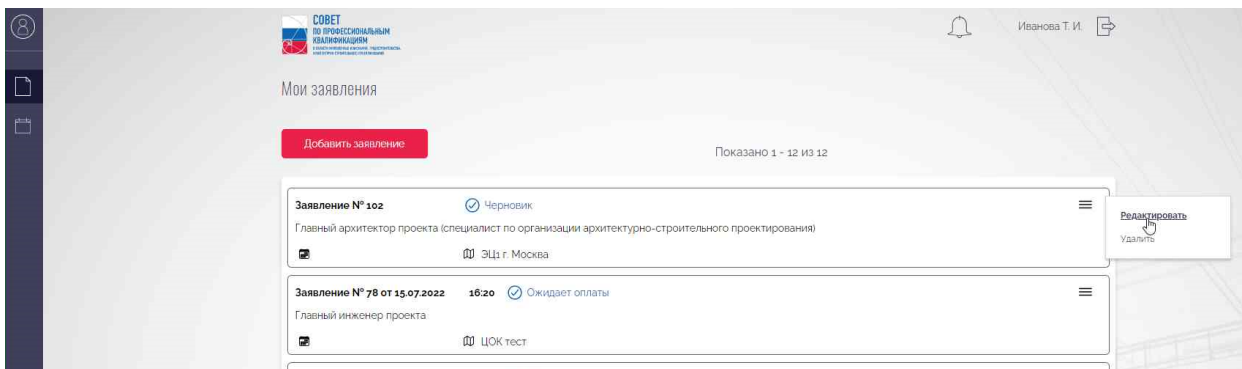 СОВЕТ
ПО ПРОФЕССИОНАЛЬНЫМ
КВАЛИФИКАЦИЯМ
Иванова Т. И.
Мои заявления
Добавить заявление
Показано 1 - 12 из 12
Заявление № 102 Черновик
Редактировать
Главный архитектор проекта (специалист по организации архитектурно-строительного проектирования)
Удалить
ЭЦ1 г. Москва
Заявление № 78 от 15.07.2022 16:20 Ожидает оплаты
Главный инженер проекта
ЦОК тест